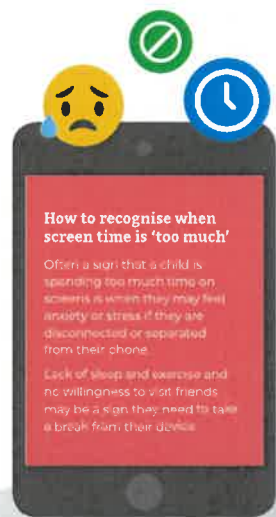 How to recognise when
screen time is ‘too much’
Often a sign that a child is
spending too much time on
screens is when they may feel
anxiety or stress if they are
disconnected or separated
from their phone.
Lack of sleep and exercise and
no willingness to visit friends
may be a sign they need to take
a break from their device.